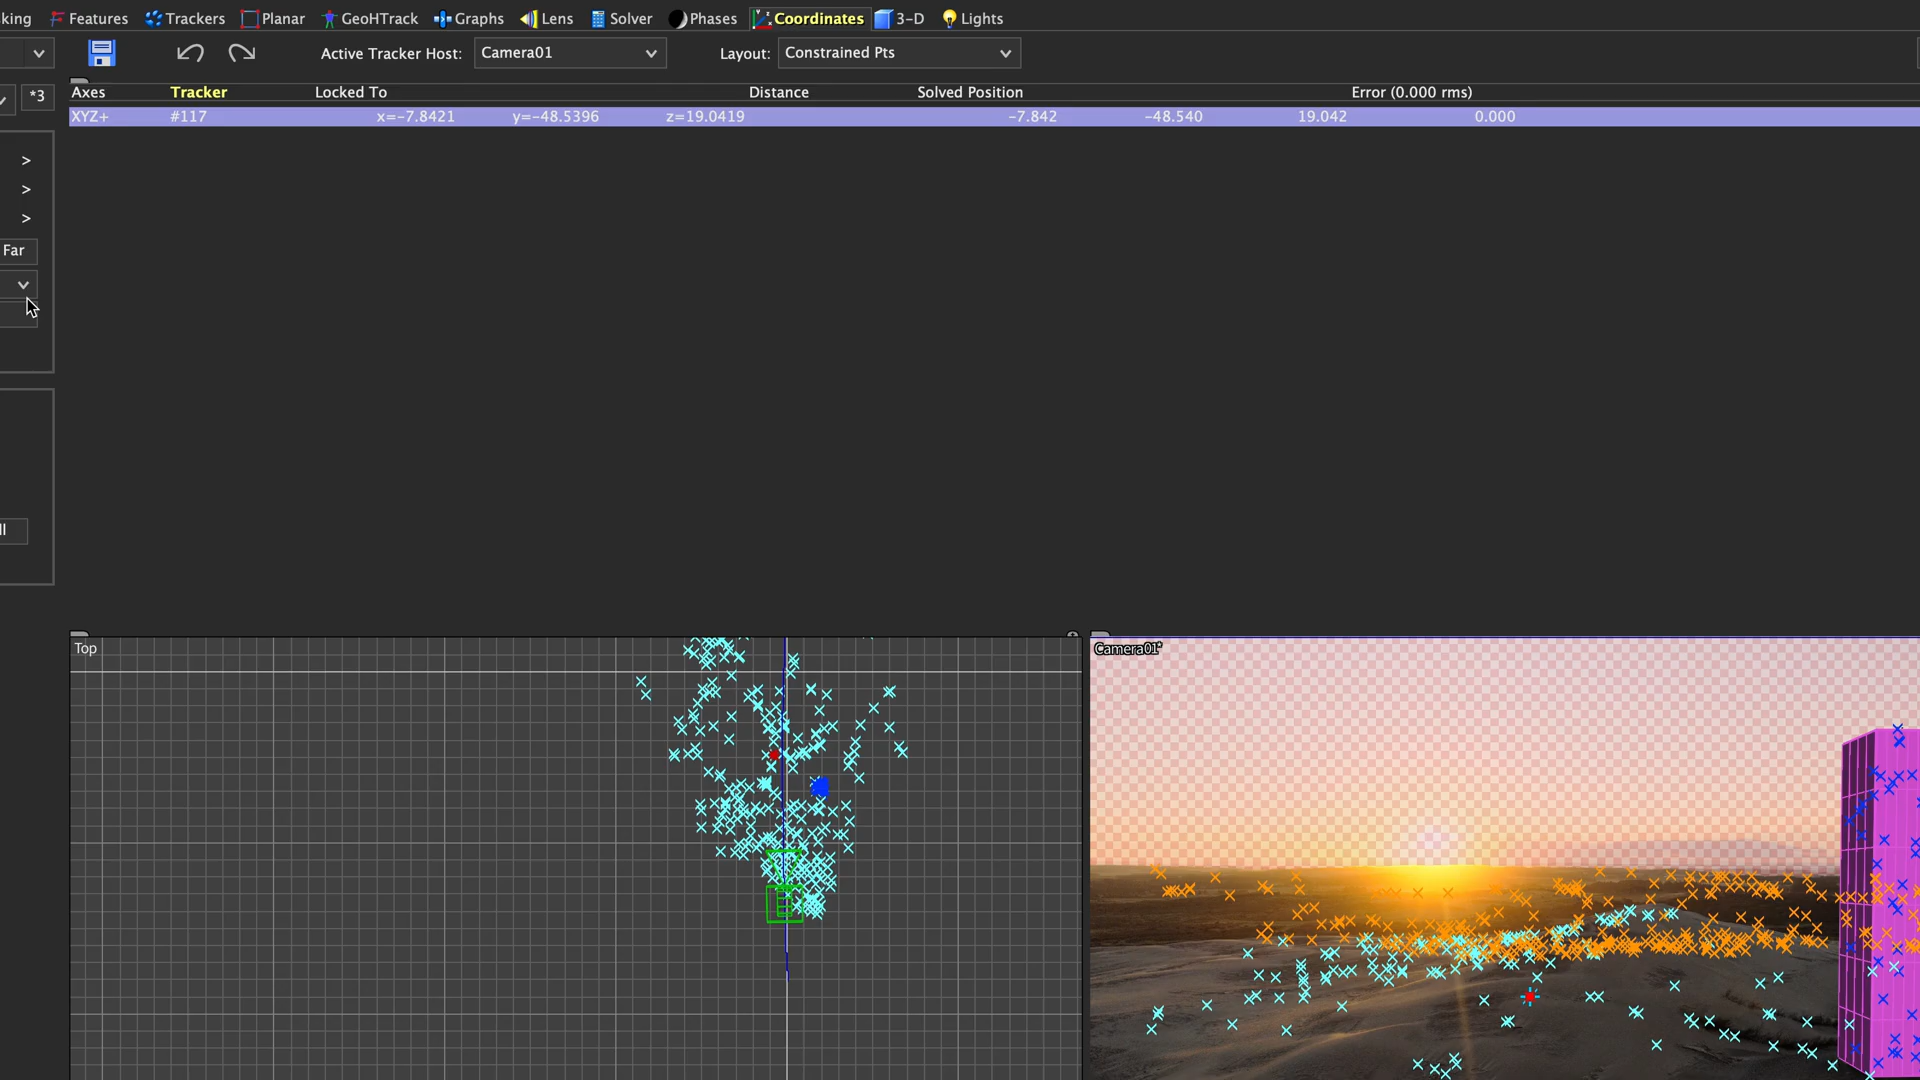 king Features Trackers Planar GeoHTrack Graphs Lens Solver Phases Coordinates 3-D Lights
Active Tracker Host: Camera01 Layout: Constrained Pts
*3 Axes Tracker Locked To Distance Solved Position Error (0.000 rms)
XYZ+ #117 x=-7.8421 y=-48.5396 z=19.0419 -7.842 -48.540 19.042 0.000
>
>
>
Far
ll
Top Camera01*